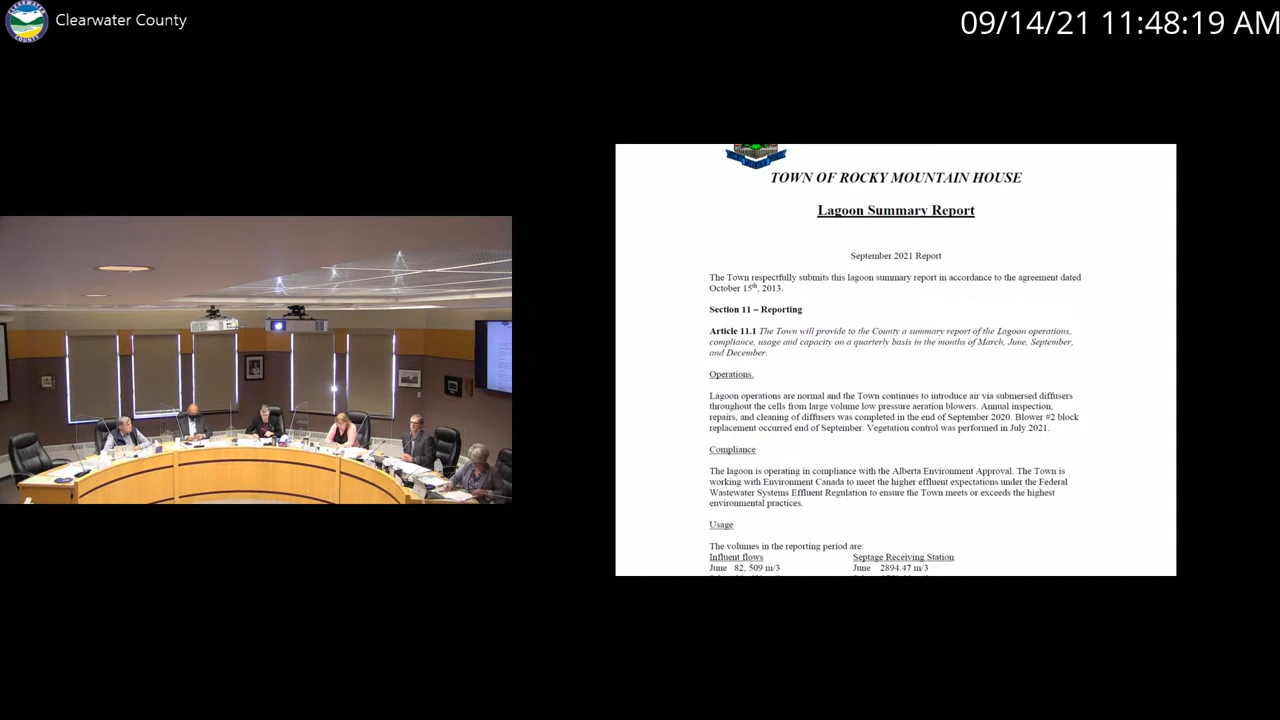 Clearwater County
09/14/21 11:48:19 AM
TOWN OF ROCKY MOUNTAIN HOUSE
Lagoon Summary Report
September 2021 Report
The Town respectfully submits this lagoon summary report in accordance to the agreement dated
October 15th, 2013.
Section 11 – Reporting
Article 11.1 The Town will provide to the County a summary report of the Lagoon operations,
compliance, usage and capacity on a quarterly basis in the months of March, June, September,
and December.
Operations.
Lagoon operations are normal and the Town continues to introduce air via submersed diffusers
throughout the cells from large volume low pressure aeration blowers. Annual inspection,
repairs, and cleaning of diffusers was completed in the end of September 2020. Blower #2 block
replacement occurred end of September. Vegetation control was performed in July 2021.
Compliance
The lagoon is operating in compliance with the Alberta Environment Approval. The Town is
working with Environment Canada to meet the higher effluent expectations under the Federal
Wastewater Systems Effluent Regulation to ensure the Town meets or exceeds the highest
environmental practices.
Usage
The volumes in the reporting period are:
Influent flows Septage Receiving Station
June 82, 509 m/3 June 2894.47 m/3